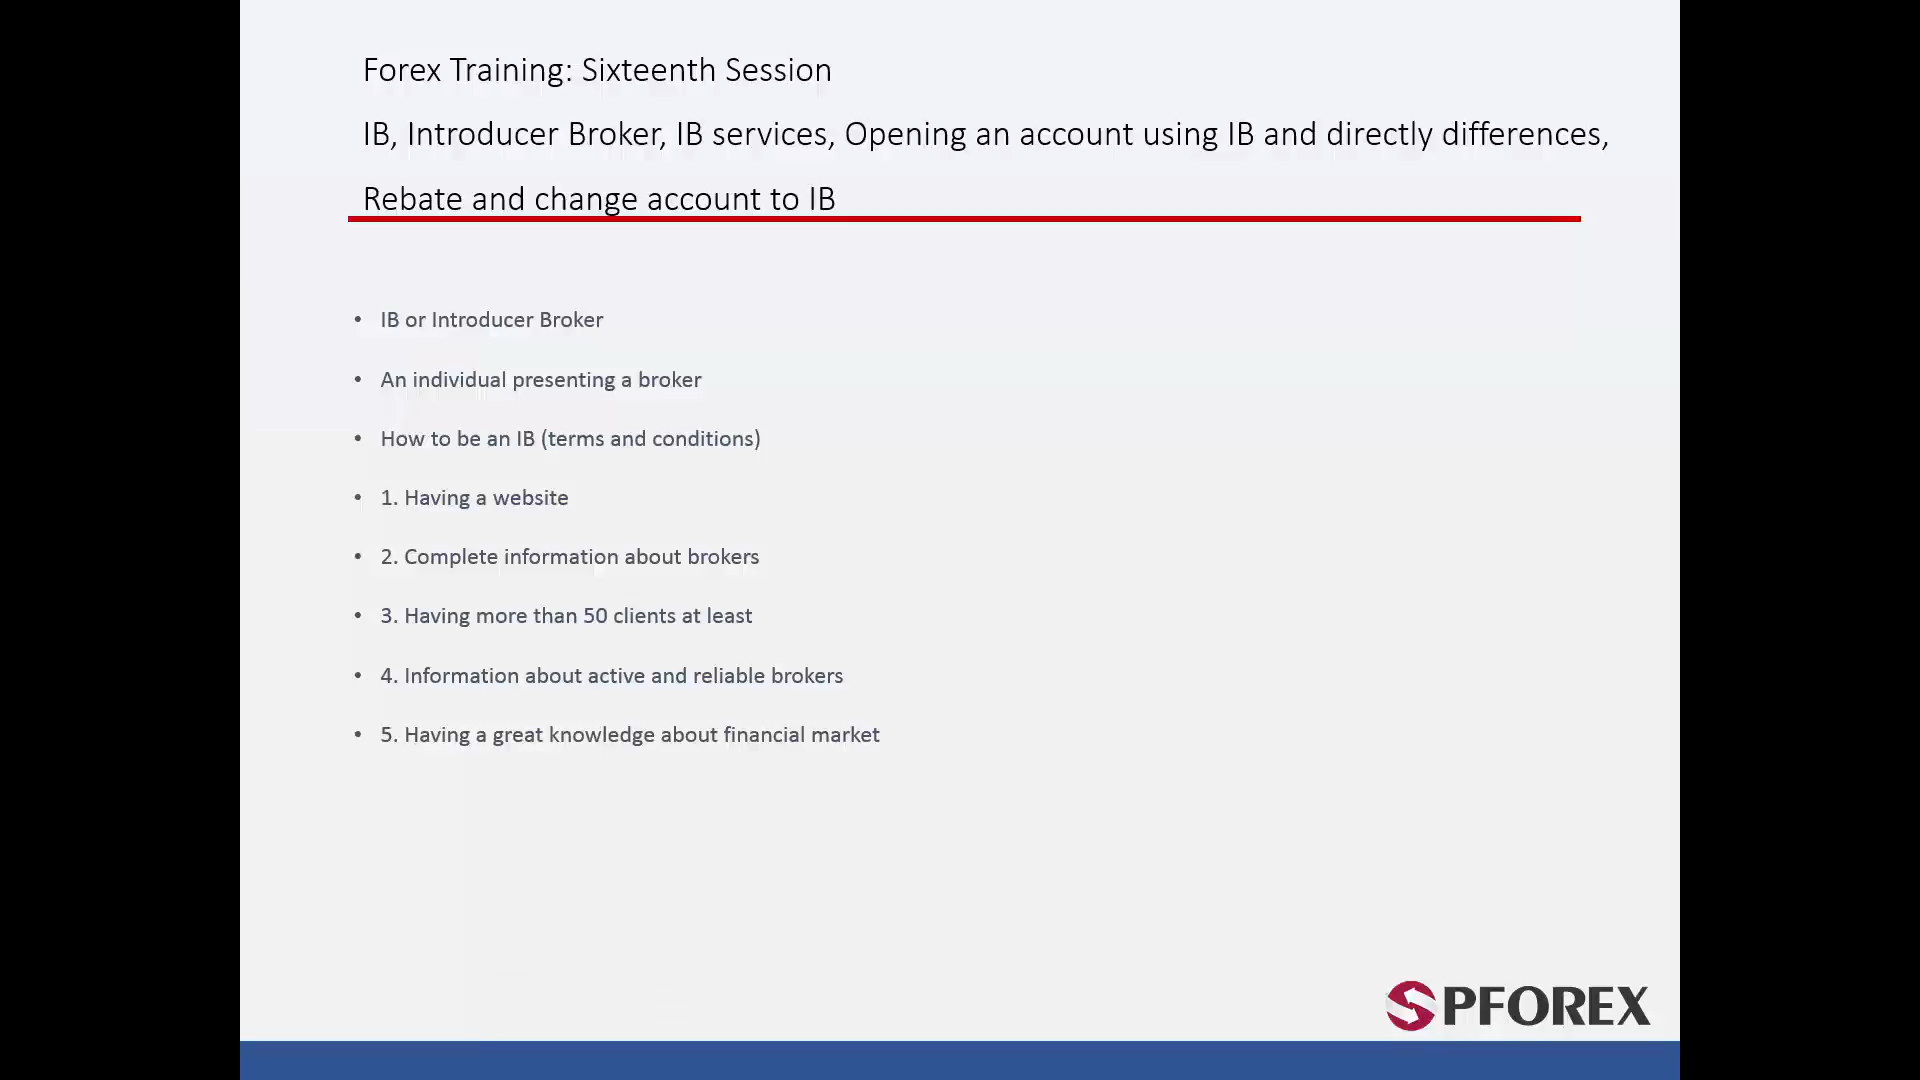 Forex Training: Sixteenth Session
IB, Introducer Broker, IB services, Opening an account using IB and directly differences,
Rebate and change account to IB
• IB or Introducer Broker
• An individual presenting a broker
• How to be an IB (terms and conditions)
• 1. Having a website
• 2. Complete information about brokers
• 3. Having more than 50 clients at least
• 4. Information about active and reliable brokers
• 5. Having a great knowledge about financial market
SPFOREX